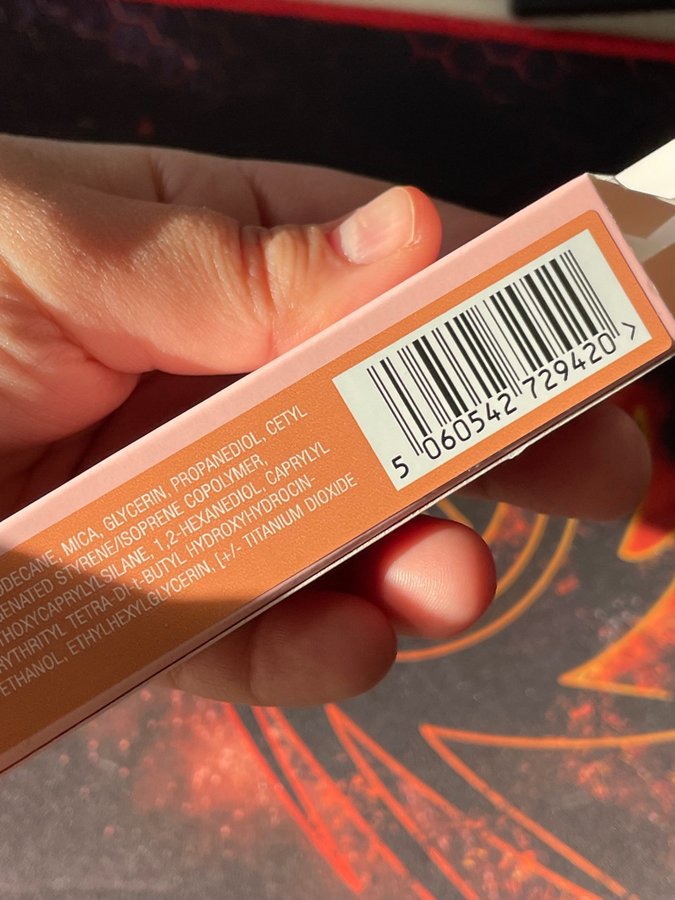 ODECANE, MICA, GLYCERIN, PROPANEDIOL, CETYL
GENATED STYRENE/ISOPRENE COPOLYMER,
THOXYCAPRYLYLSILANE, 1,2-HEXANEDIOL, CAPRYLYL
RYTHRITYL TETRA-DI-t-BUTYL HYDROXYHYDROCIN-
ETHANOL, ETHYLHEXYLGLYCERIN, [+/- TITANIUM DIOXIDE
5 060542 729420 >